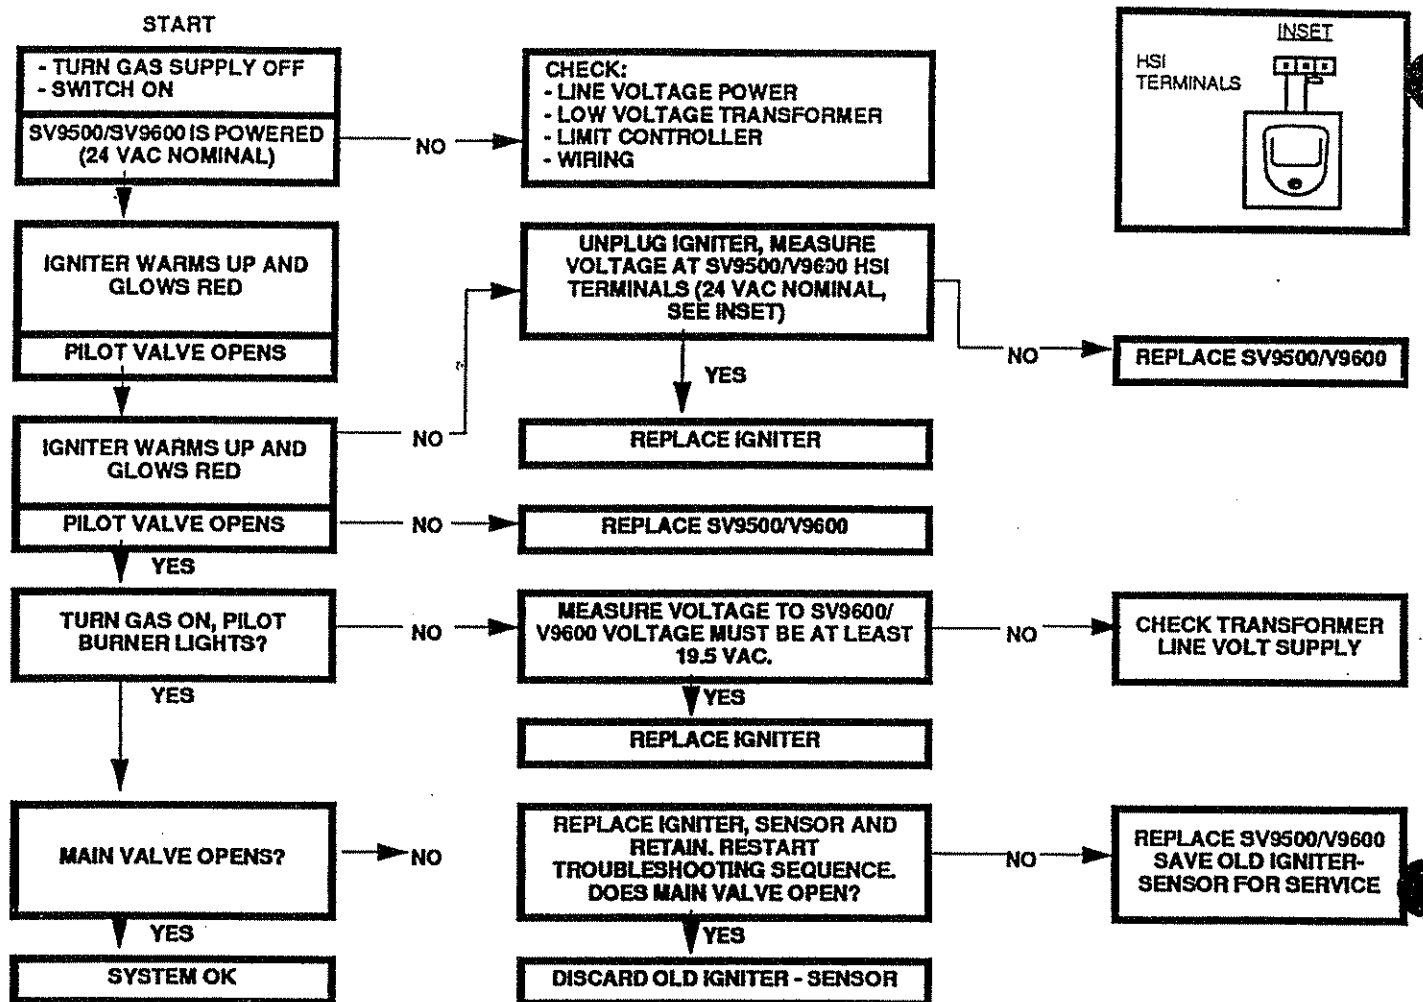 START
- TURN GAS SUPPLY OFF
- SWITCH ON
SV9500/SV9600 IS POWERED
(24 VAC NOMINAL)
NO
CHECK:
- LINE VOLTAGE POWER
- LOW VOLTAGE TRANSFORMER
- LIMIT CONTROLLER
- WIRING
INSET
HSI
TERMINALS
IGNITER WARMS UP AND
GLOWS RED
PILOT VALVE OPENS
UNPLUG IGNITER, MEASURE
VOLTAGE AT SV9500/V9600 HSI
TERMINALS (24 VAC NOMINAL,
SEE INSET)
NO
REPLACE SV9500/V9600
YES
REPLACE IGNITER
IGNITER WARMS UP AND
GLOWS RED
NO
PILOT VALVE OPENS
NO
REPLACE SV9500/V9600
YES
TURN GAS ON, PILOT
BURNER LIGHTS?
NO
MEASURE VOLTAGE TO SV9600/
V9600 VOLTAGE MUST BE AT LEAST
19.5 VAC.
NO
CHECK TRANSFORMER
LINE VOLT SUPPLY
YES
YES
REPLACE IGNITER
MAIN VALVE OPENS?
NO
REPLACE IGNITER, SENSOR AND
RETAIN. RESTART
TROUBLESHOOTING SEQUENCE.
DOES MAIN VALVE OPEN?
NO
REPLACE SV9500/V9600
SAVE OLD IGNITER-
SENSOR FOR SERVICE
YES
SYSTEM OK
YES
DISCARD OLD IGNITER - SENSOR